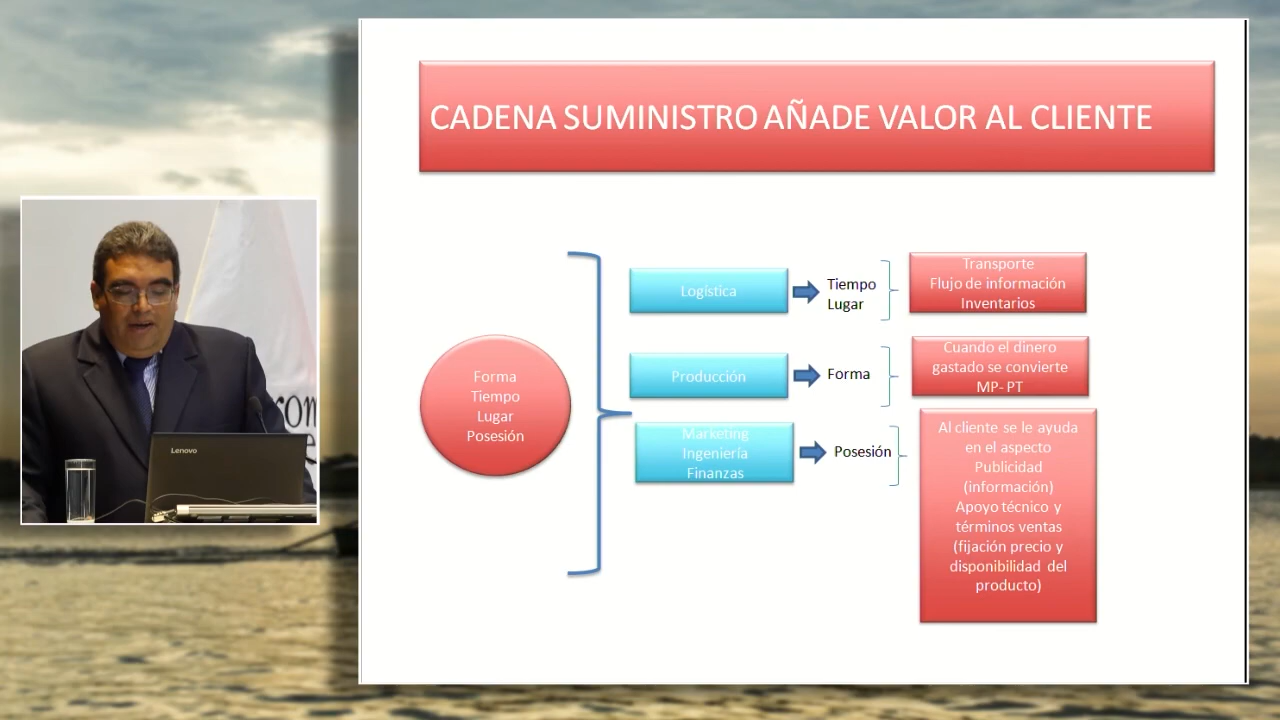 CADENA SUMINISTRO AÑADE VALOR AL CLIENTE
Forma
Tiempo
Lugar
Posesión
Logística
Tiempo
Lugar
Transporte
Flujo de información
Inventarios
Producción
Forma
Cuando el dinero
gastado se convierte
MP- PT
Marketing
Ingeniería
Finanzas
Posesión
Al cliente se le ayuda
en el aspecto
Publicidad
(información)
Apoyo técnico y
términos ventas
(fijación precio y
disponibilidad del
producto)
Lenovo